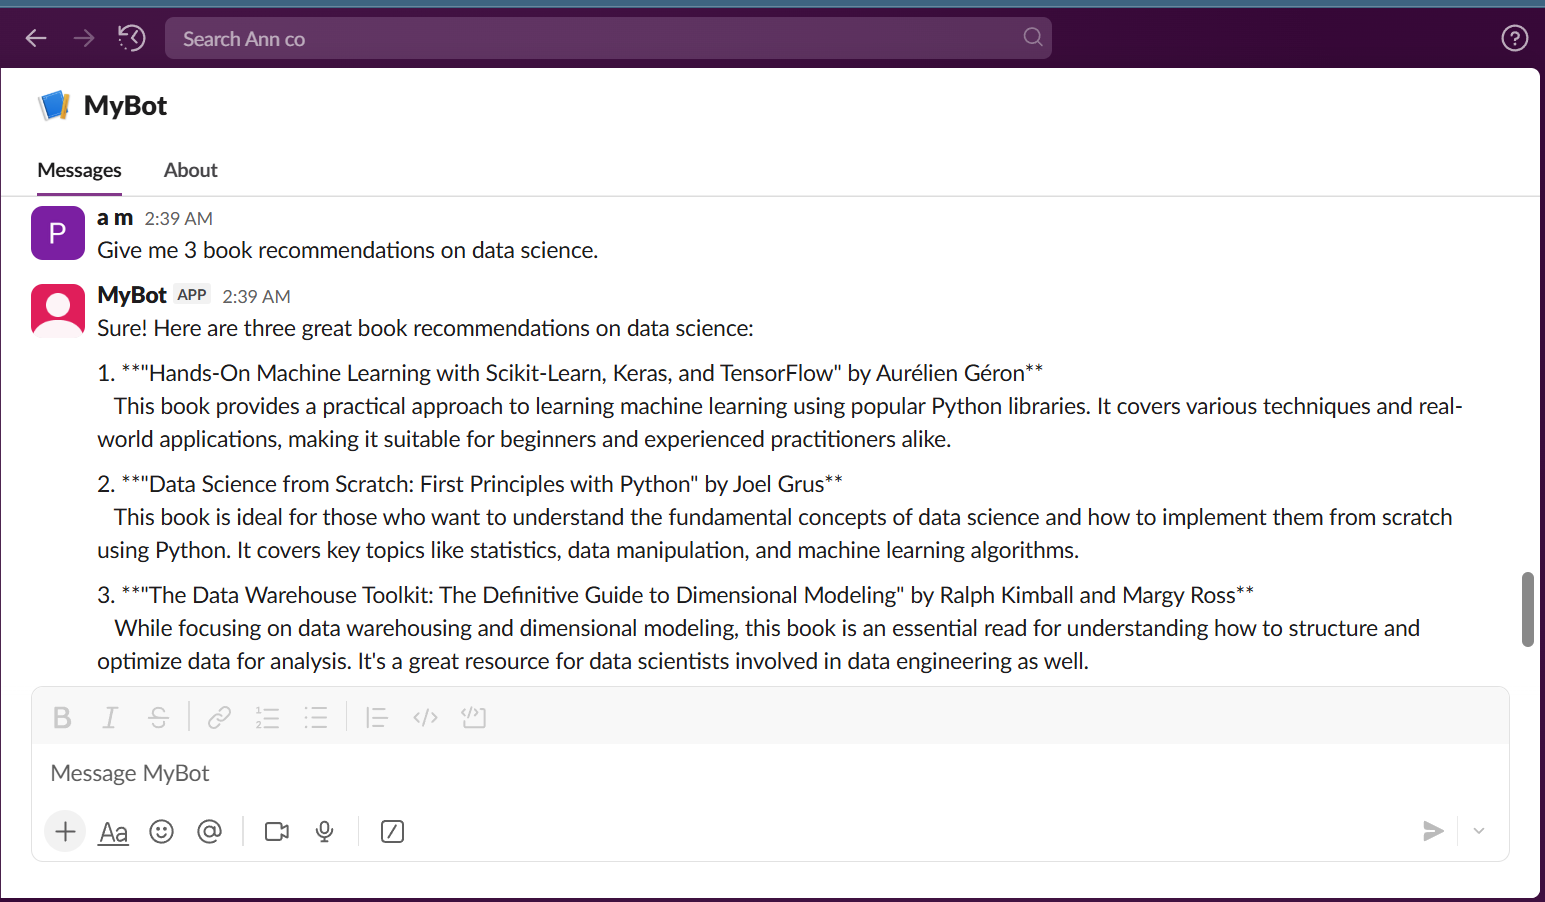 Search Ann co
MyBot
Messages About
P
a m 2:39 AM
Give me 3 book recommendations on data science.
MyBot APP 2:39 AM
Sure! Here are three great book recommendations on data science:
1. **"Hands-On Machine Learning with Scikit-Learn, Keras, and TensorFlow" by Aurélien Géron**
This book provides a practical approach to learning machine learning using popular Python libraries. It covers various techniques and real-
world applications, making it suitable for beginners and experienced practitioners alike.
2. **"Data Science from Scratch: First Principles with Python" by Joel Grus**
This book is ideal for those who want to understand the fundamental concepts of data science and how to implement them from scratch
using Python. It covers key topics like statistics, data manipulation, and machine learning algorithms.
3. **"The Data Warehouse Toolkit: The Definitive Guide to Dimensional Modeling" by Ralph Kimball and Margy Ross**
While focusing on data warehousing and dimensional modeling, this book is an essential read for understanding how to structure and
optimize data for analysis. It's a great resource for data scientists involved in data engineering as well.
B I S
Message MyBot
Aa @